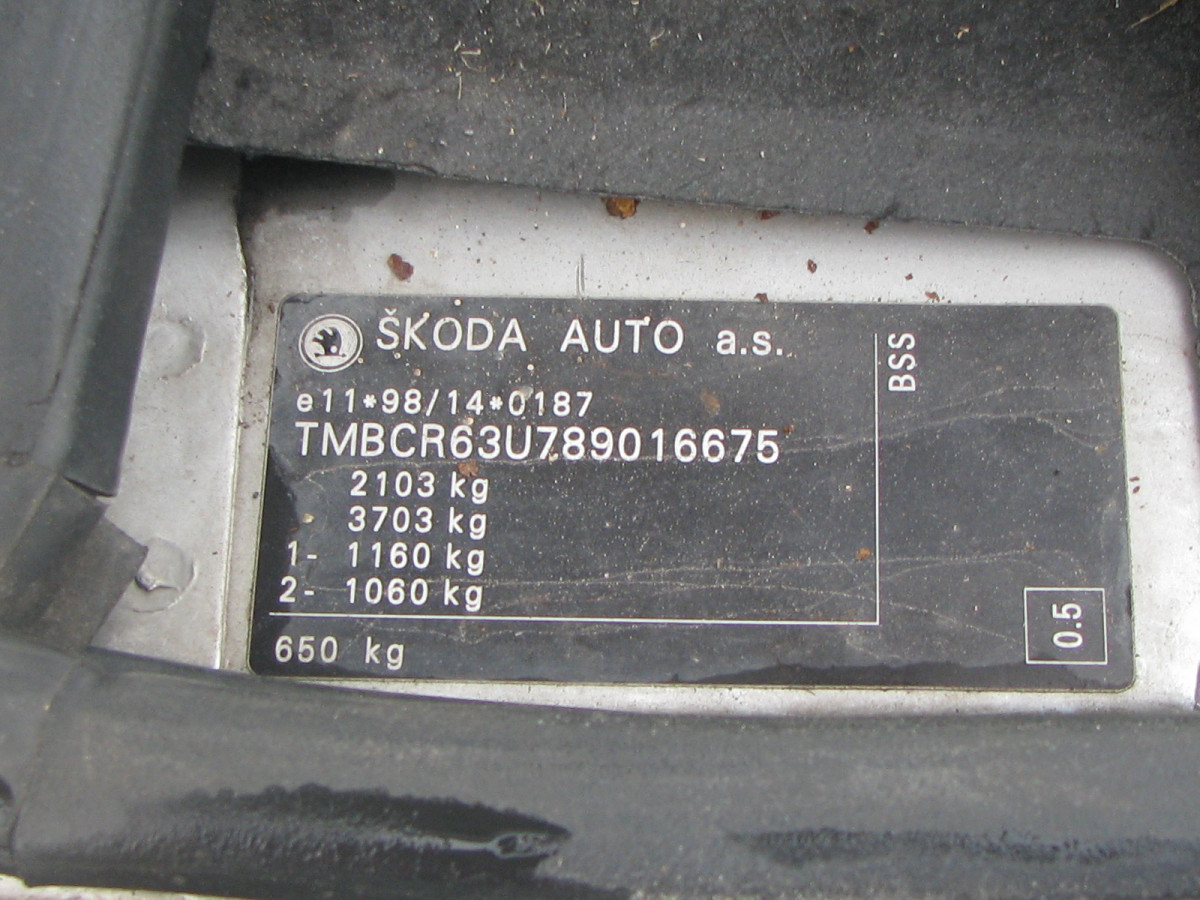 ŠKODA AUTO a.s.
e11*98/14*0187
TMBCR63U789016675
2103 kg
3703 kg
1- 1160 kg
2- 1060 kg
650 kg
BSS
0.5